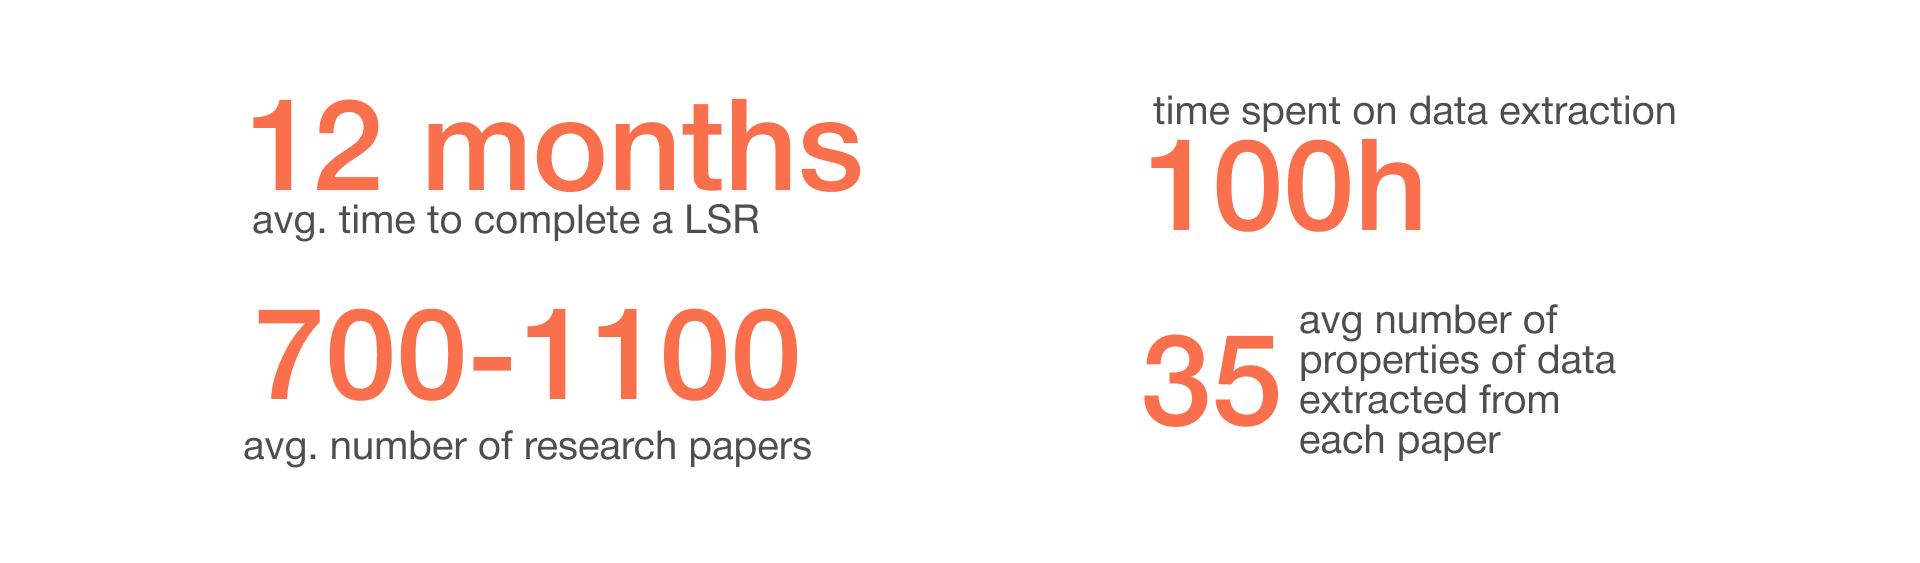 12 months
avg. time to complete a LSR
700-1100
avg. number of research papers
time spent on data extraction
100h
35
avg number of
properties of data
extracted from
each paper